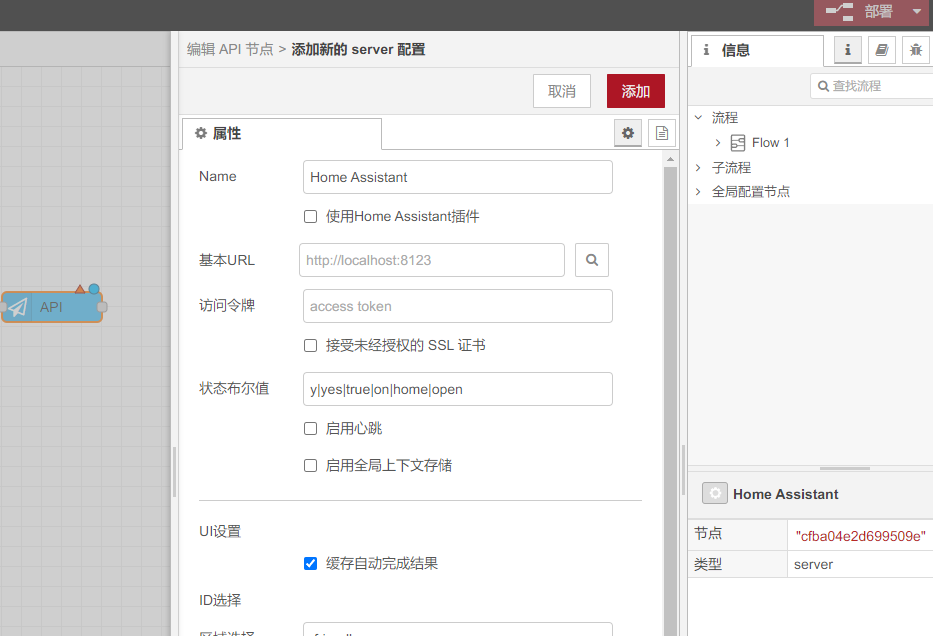 部署
编辑 API 节点 > 添加新的 server 配置
取消
添加
属性
Name
Home Assistant
使用Home Assistant插件
基本URL
http://localhost:8123
访问令牌
access token
接受未经授权的 SSL 证书
状态布尔值
y|yes|true|on|home|open
启用心跳
启用全局上下文存储
UI设置
缓存自动完成结果
ID选择
API
信息
查找流程
流程
Flow 1
子流程
全局配置节点
Home Assistant
节点
"cfba04e2d699509e"
类型
server